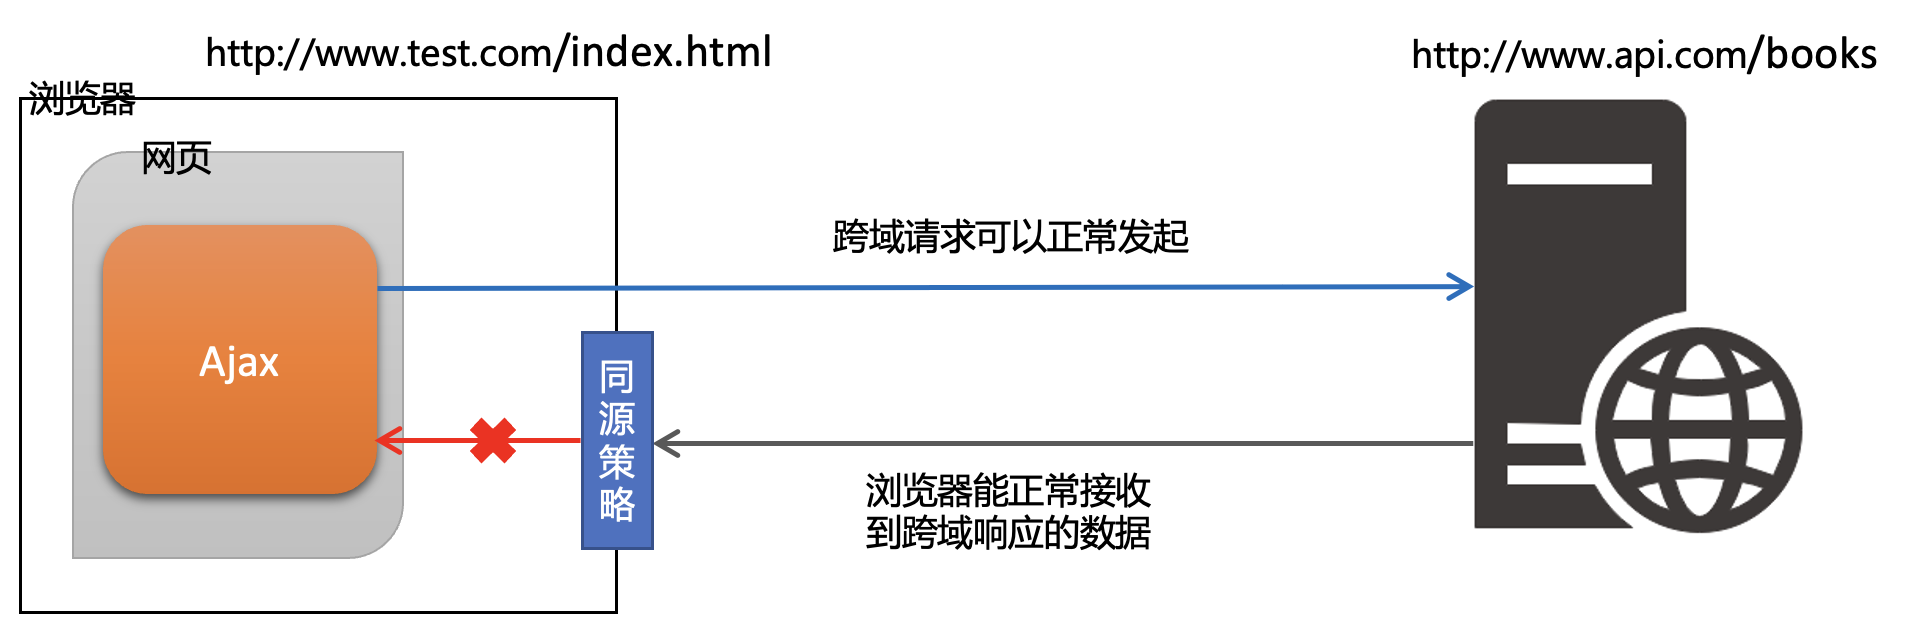 http://www.test.com/index.html
http://www.api.com/books
浏览器
网页
跨域请求可以正常发起
Ajax
同源策略
浏览器能正常接收
到跨域响应的数据